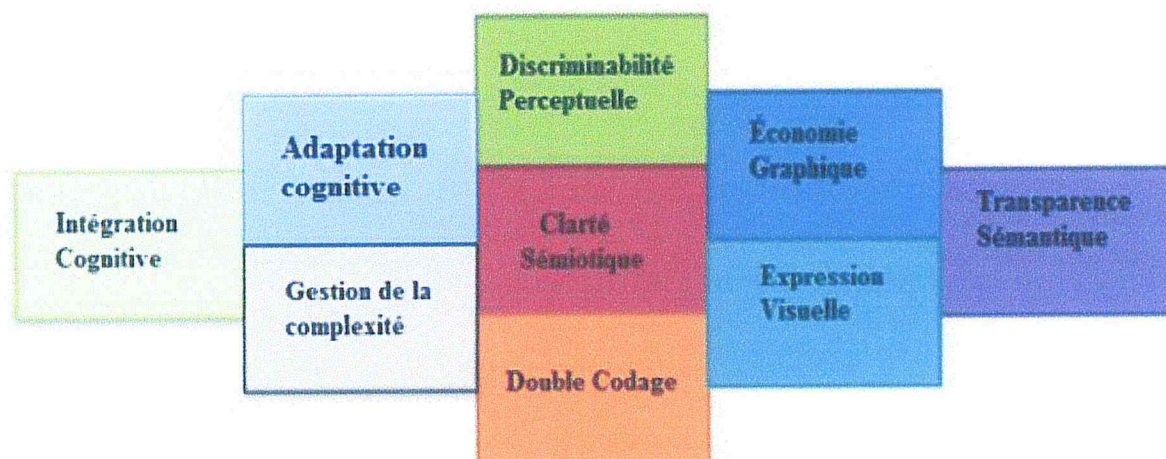 Discriminabilité
Perceptuelle
Adaptation
cognitive
Économie
Graphique
Intégration
Cognitive
Clarté
Sémiotique
Transparence
Sémantique
Gestion de la
complexité
Expression
Visuelle
Double Codage